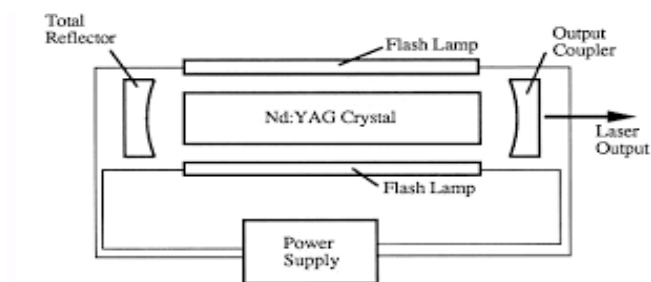 Total
Reflector
Flash Lamp
Output
Coupler
Nd:YAG Crystal
Laser
Output
Flash Lamp
Power
Supply